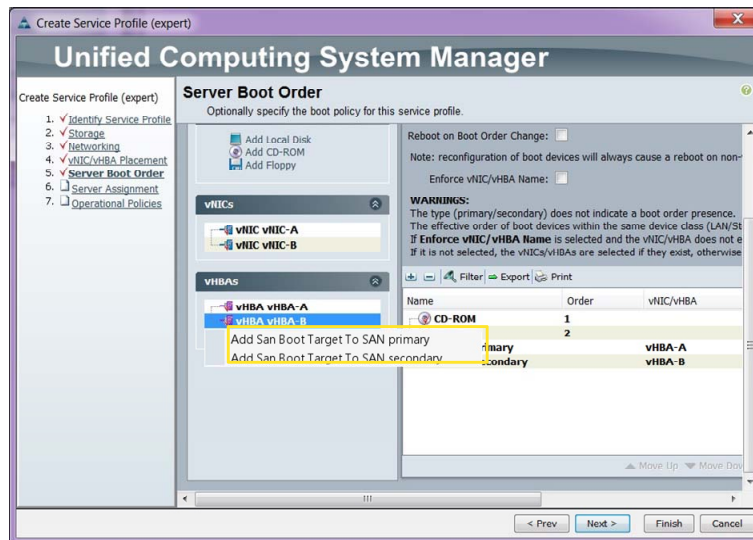 Create Service Profile (expert)
Unified Computing System Manager
Create Service Profile (expert)
1. Identify Service Profile
2. Storage
3. Networking
4. vNIC/vHBA Placement
5. Server Boot Order
6. Server Assignment
7. Operational Policies
Server Boot Order
Optionally specify the boot policy for this service profile.
Add Local Disk
Add CD-ROM
Add Floppy
vNICs
vNIC vNIC-A
vNIC vNIC-B
vHBAs
vHBA vHBA-A
vHBA vHBA-B
Add San Boot Target To SAN primary
Add San Boot Target To SAN secondary
Reboot on Boot Order Change:
Note: reconfiguration of boot devices will always cause a reboot on non-
Enforce vNIC/vHBA Name:
WARNINGS:
The type (primary/secondary) does not indicate a boot order presence.
The effective order of boot devices within the same device class (LAN/St
If Enforce vNIC/vHBA Name is selected and the vNIC/vHBA does not e
If it is not selected, the vNICs/vHBAs are selected if they exist, otherwise
Filter Export Print
Name Order vNIC/vHBA
CD-ROM 1
2
rimary vHBA-A
condary vHBA-B
Move Up Move Dov
< Prev Next > Finish Cancel